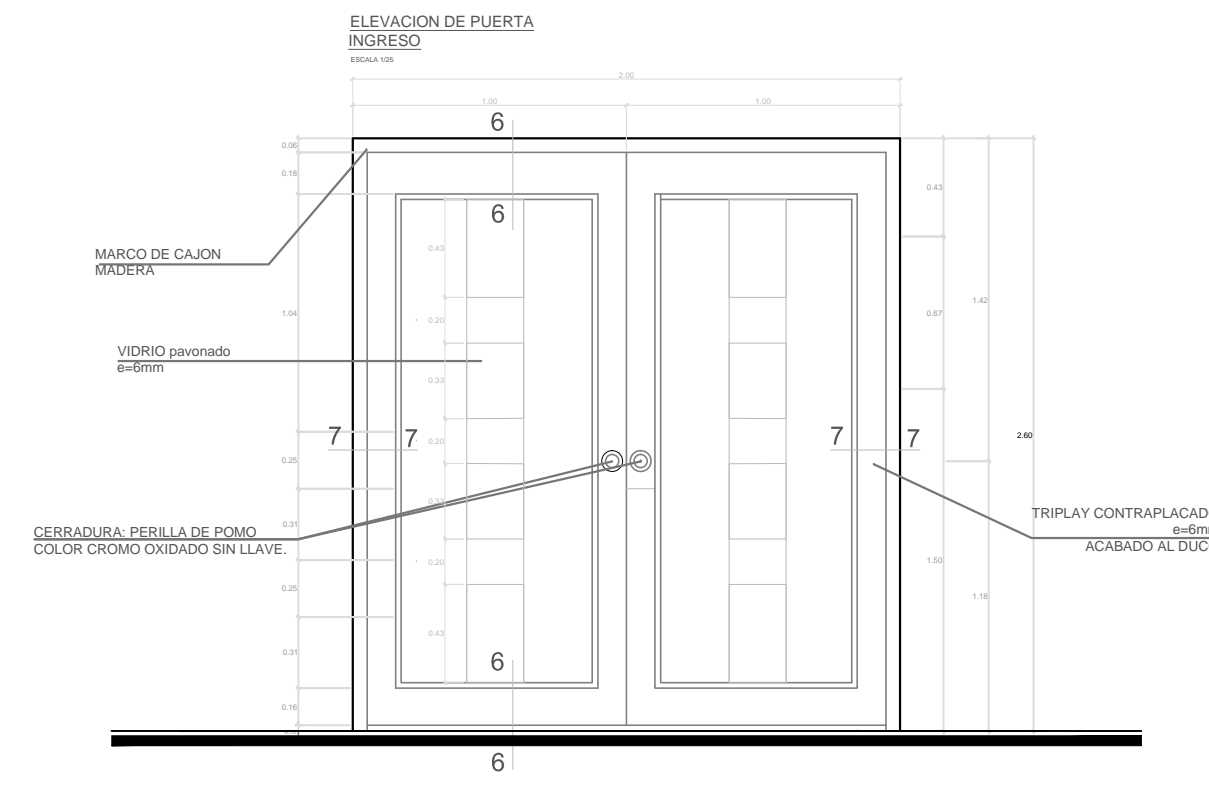 ELEVACION DE PUERTA
INGRESO
ESCALA 1/25
2.00
1.00 1.00
6
0.06
0.18
0.43
6
0.43
MARCO DE CAJON
MADERA
1.42
1.04
0.20
0.67
VIDRIO pavonado
e=6mm
0.33
7 7 7 7
2.60
0.20
0.25
0.33
TRIPLAY CONTRAPLACAD
e=6m
ACABADO AL DUC
0.31
CERRADURA: PERILLA DE POMO
COLOR CROMO OXIDADO SIN LLAVE.
0.20
1.50
0.25
1.18
0.43
0.31
6
0.16
6